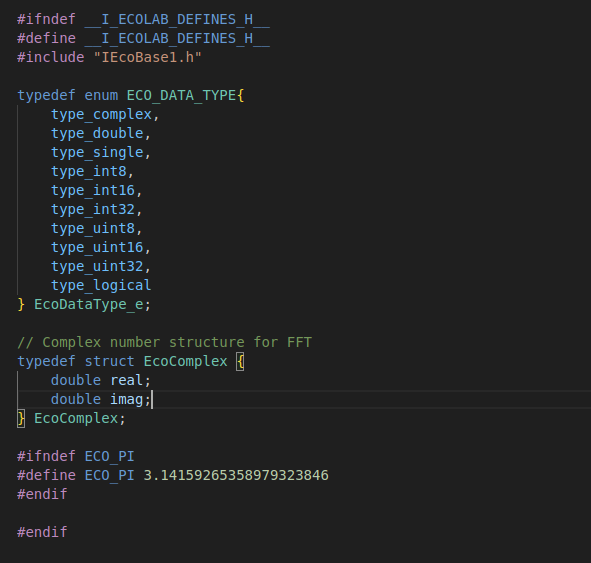 #ifndef __I_ECOLAB_DEFINES_H__
#define __I_ECOLAB_DEFINES_H__
#include "IEcoBase1.h"
typedef enum ECO_DATA_TYPE{
    type_complex,
    type_double,
    type_single,
    type_int8,
    type_int16,
    type_int32,
    type_uint8,
    type_uint16,
    type_uint32,
    type_logical
} EcoDataType_e;
// Complex number structure for FFT
typedef struct EcoComplex {
    double real;
    double imag;
} EcoComplex;
#ifndef ECO_PI
#define ECO_PI 3.14159265358979323846
#endif
#endif